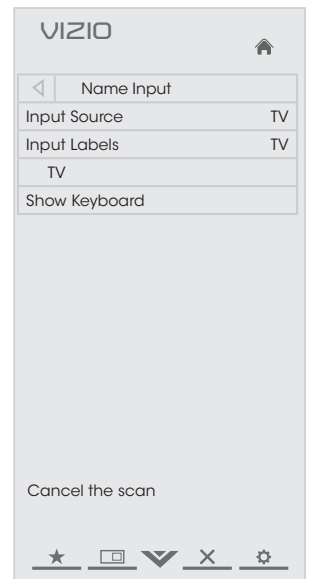 VIZIO
Name Input
Input Source TV
Input Labels TV
TV
Show Keyboard
Cancel the scan